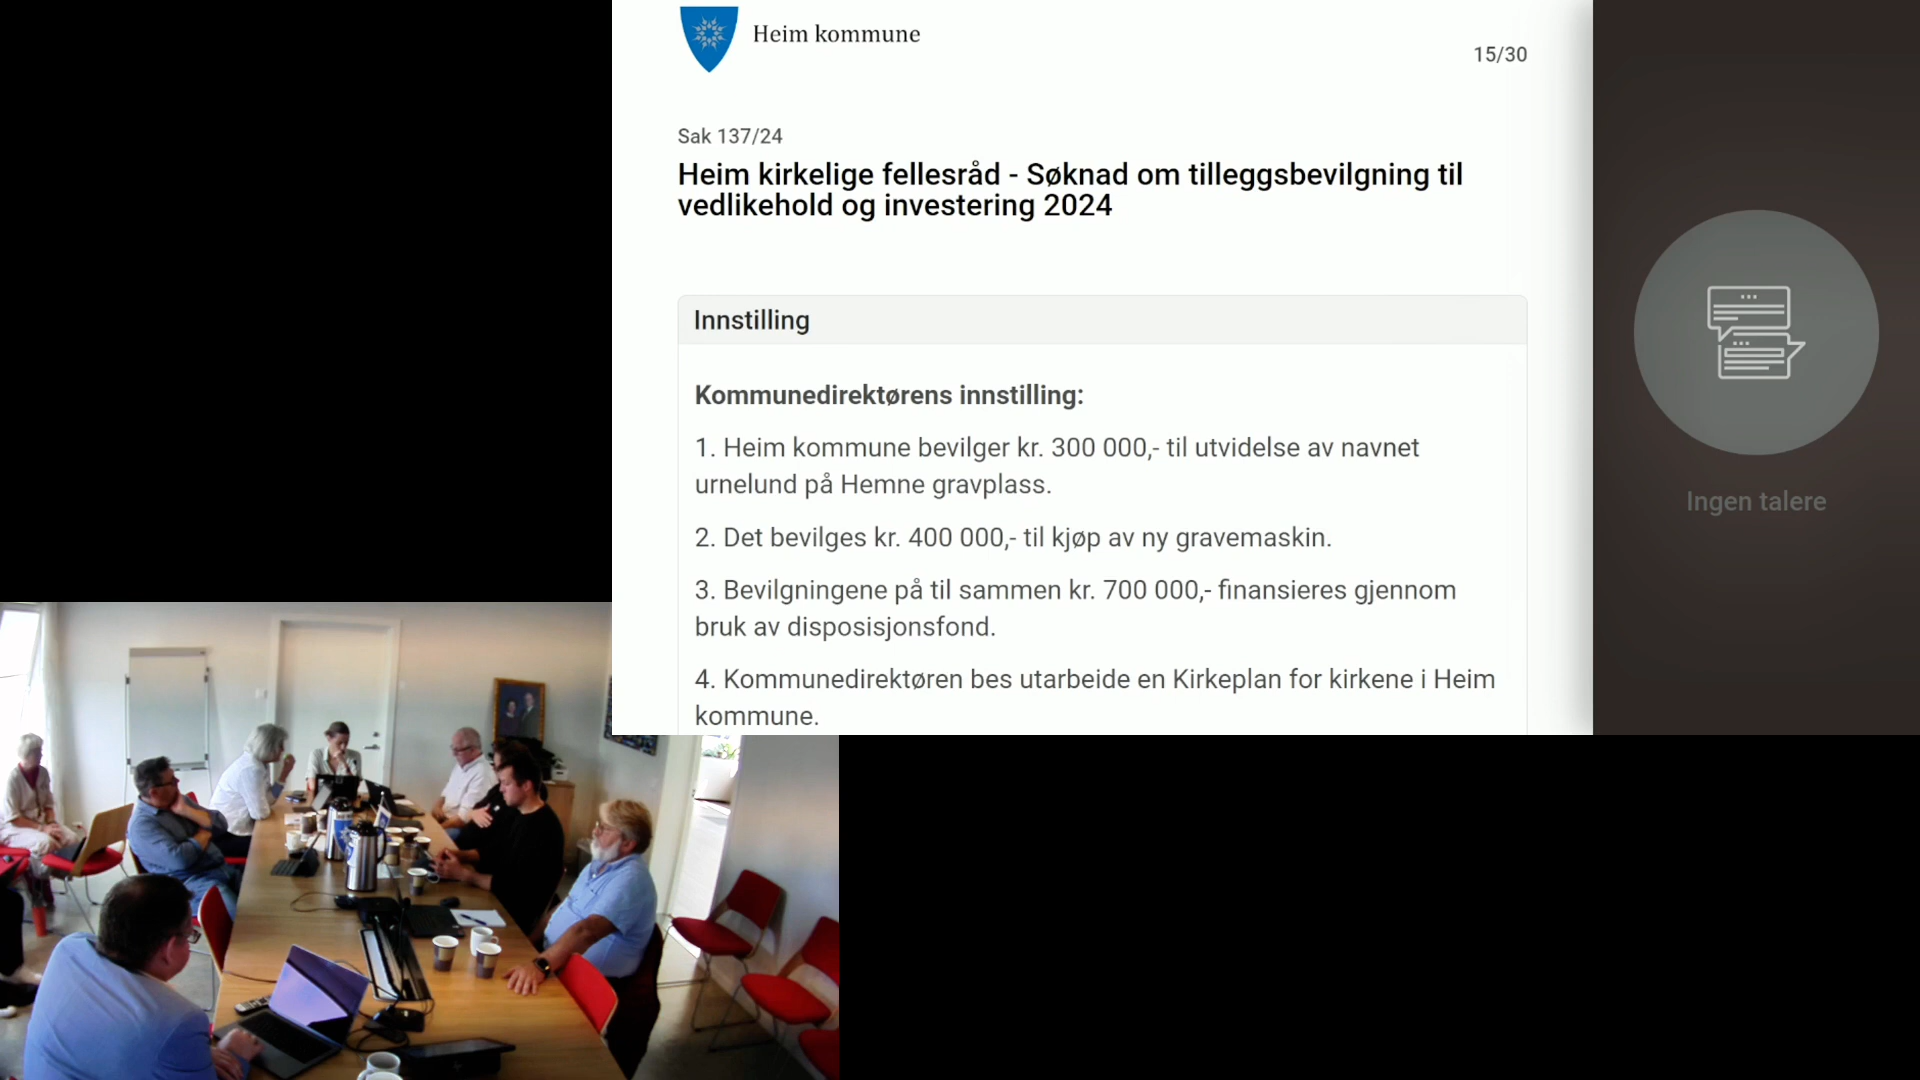 Heim kommune
15/30
Sak 137/24
Heim kirkelige fellesråd - Søknad om tilleggsbevilgning til
vedlikehold og investering 2024
Innstilling
Kommunedirektørens innstilling:
1. Heim kommune bevilger kr. 300 000,- til utvidelse av navnet
urnelund på Hemne gravplass.
2. Det bevilges kr. 400 000,- til kjøp av ny gravemaskin.
3. Bevilgningene på til sammen kr. 700 000,- finansieres gjennom
bruk av disposisjonsfond.
4. Kommunedirektøren bes utarbeide en Kirkeplan for kirkene i Heim
kommune.
Ingen talere